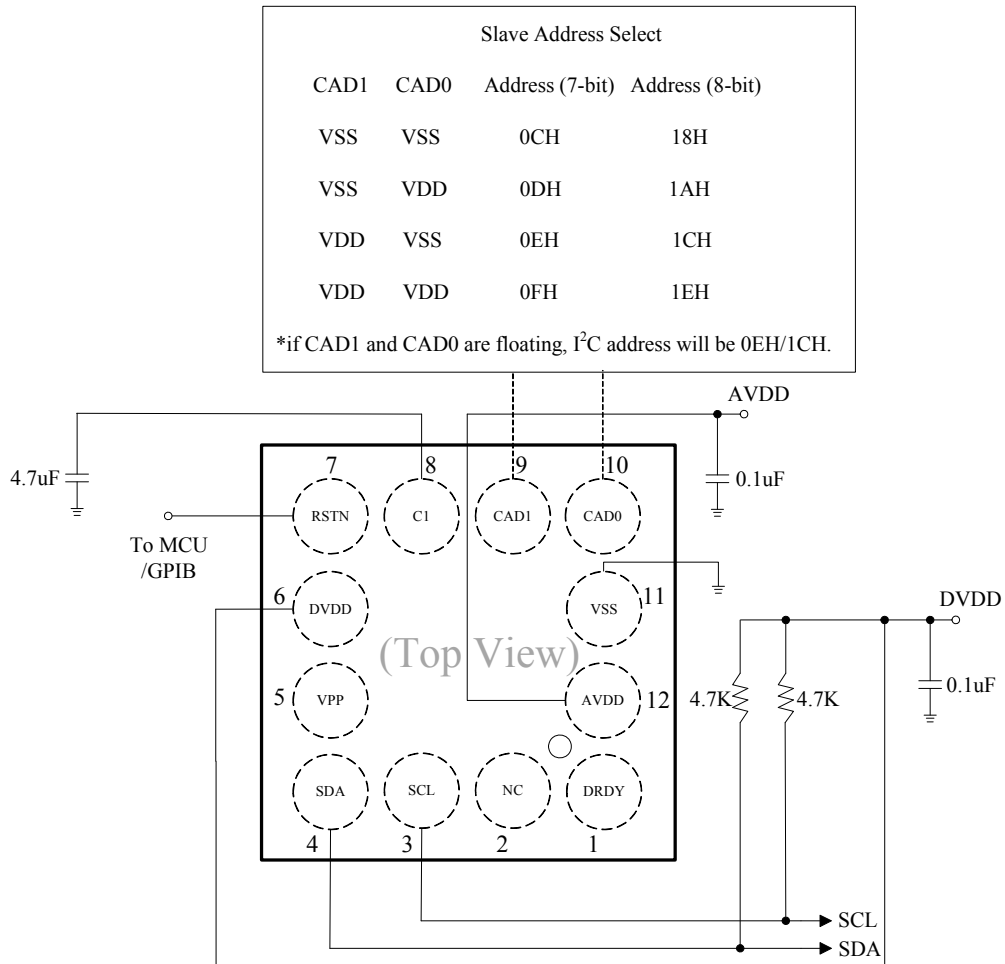 Slave Address Select
CAD1 CAD0 Address (7-bit) Address (8-bit)
VSS VSS 0CH 18H
VSS VDD 0DH 1AH
VDD VSS 0EH 1CH
VDD VDD 0FH 1EH
*if CAD1 and CAD0 are floating, I²C address will be 0EH/1CH.
AVDD
4.7uF
0.1uF
7 8 9 10
RSTN C1 CAD1 CAD0
To MCU
/GPIB
6 DVDD
VSS 11
DVDD
(Top View)
5 VPP
AVDD 12
4.7K 4.7K
0.1uF
SDA SCL NC DRDY
4 3 2 1
SCL
SDA